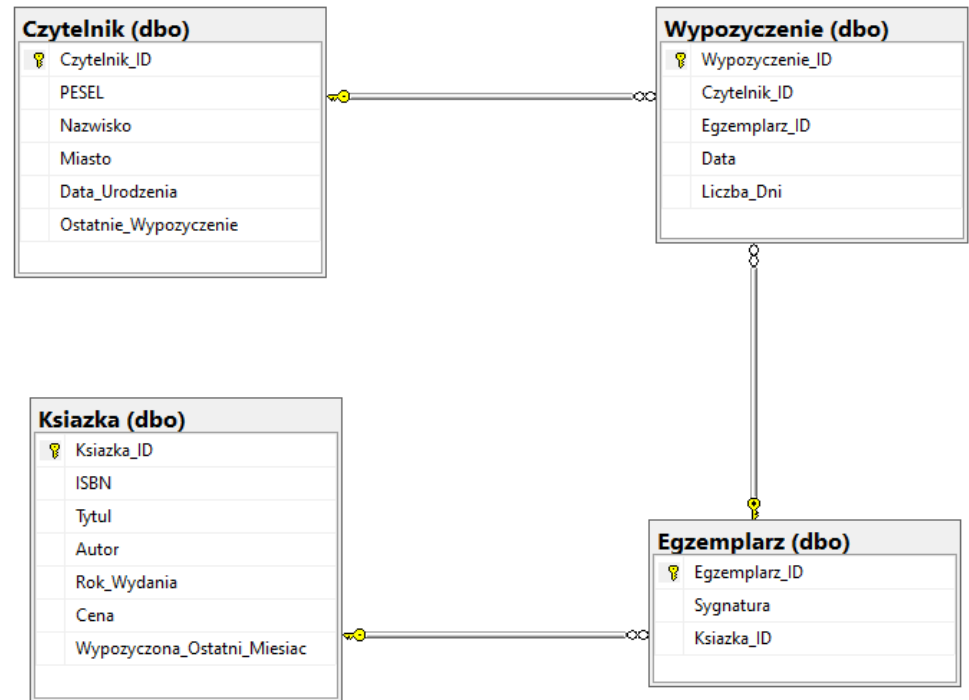 Czytelnik (dbo)
Czytelnik_ID
PESEL
Nazwisko
Miasto
Data_Urodzenia
Ostatnie_Wypozyczenie
Wypozyczenie (dbo)
Wypozyczenie_ID
Czytelnik_ID
Egzemplarz_ID
Data
Liczba_Dni
Ksiazka (dbo)
Ksiazka_ID
ISBN
Tytul
Autor
Rok_Wydania
Cena
Wypozyczona_Ostatni_Miesiac
Egzemplarz (dbo)
Egzemplarz_ID
Sygnatura
Ksiazka_ID